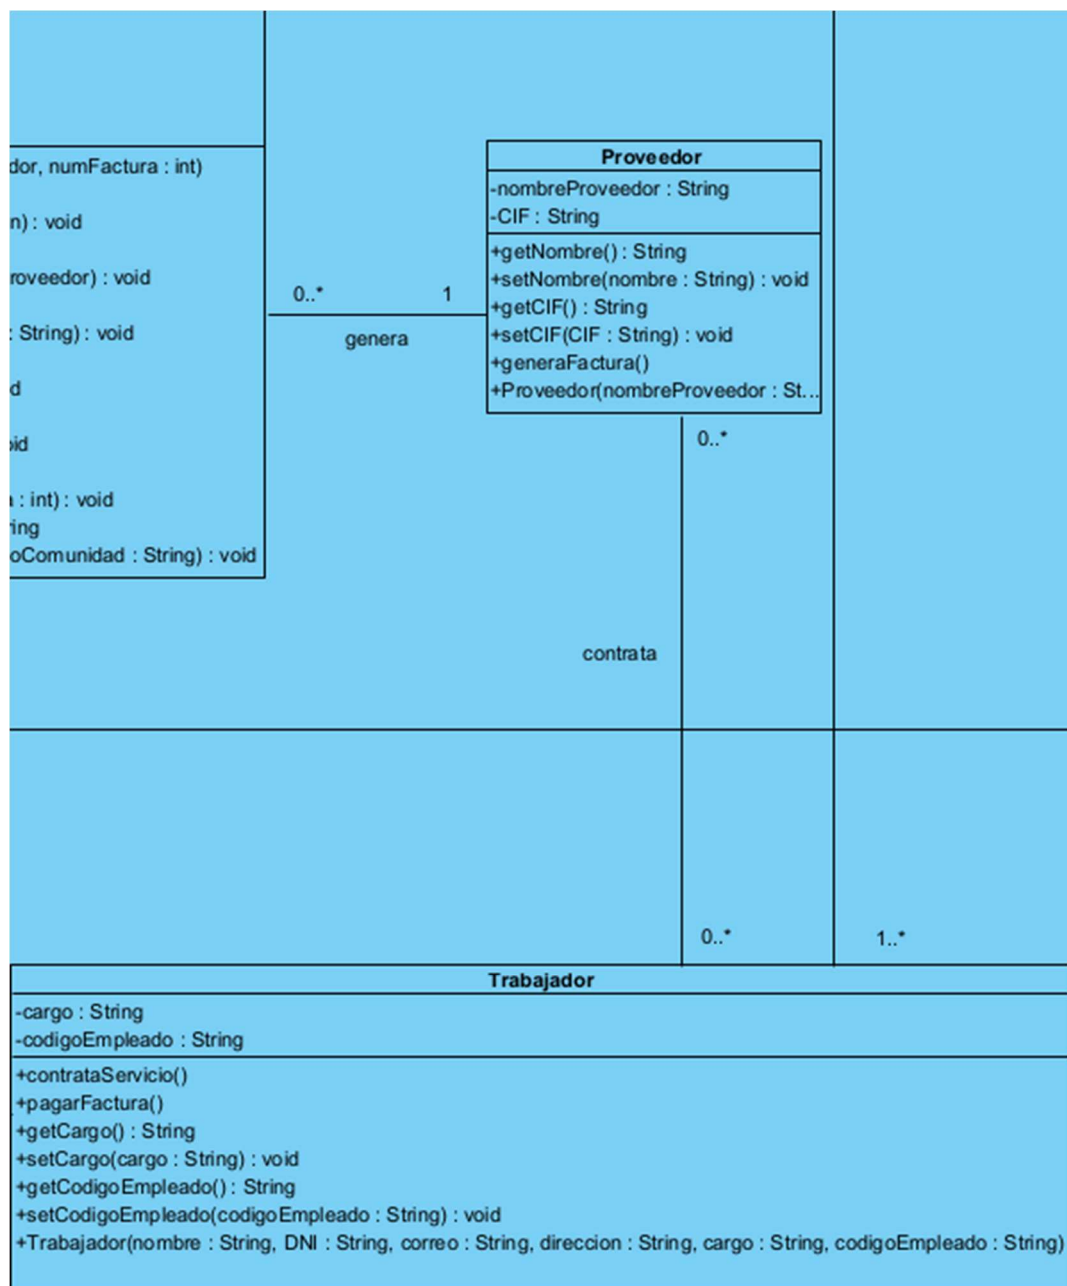 dor, numFactura : int)
n) : void
roveedor) : void
: String) : void
d
oid
a : int) : void
ring
oComunidad : String) : void
0..*
1
genera
Proveedor
-nombreProveedor : String
-CIF : String
+getNombre() : String
+setNombre(nombre : String) : void
+getCIF() : String
+setCIF(CIF : String) : void
+generaFactura()
+Proveedor(nombreProveedor : St...
0..*
contrata
0..*
1..*
Trabajador
-cargo : String
-codigoEmpleado : String
+contrataServicio()
+pagarFactura()
+getCargo() : String
+setCargo(cargo : String) : void
+getCodigoEmpleado() : String
+setCodigoEmpleado(codigoEmpleado : String) : void
+Trabajador(nombre : String, DNI : String, correo : String, direccion : String, cargo : String, codigoEmpleado : String)